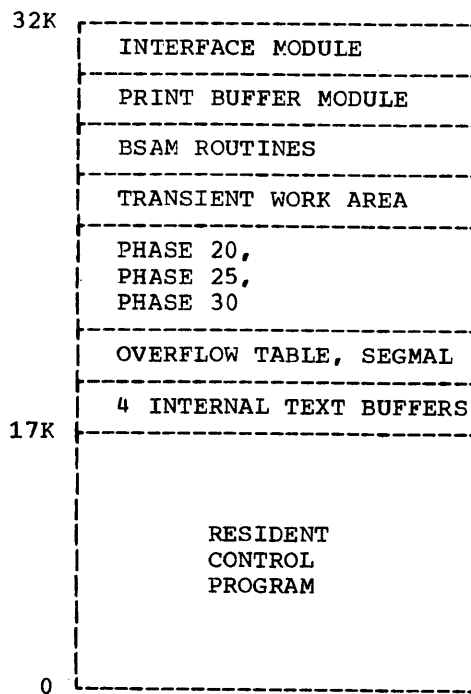 32K
INTERFACE MODULE
PRINT BUFFER MODULE
BSAM ROUTINES
TRANSIENT WORK AREA
PHASE 20,
PHASE 25,
PHASE 30
OVERFLOW TABLE, SEGMAL
4 INTERNAL TEXT BUFFERS
17K
RESIDENT
CONTROL
PROGRAM
0